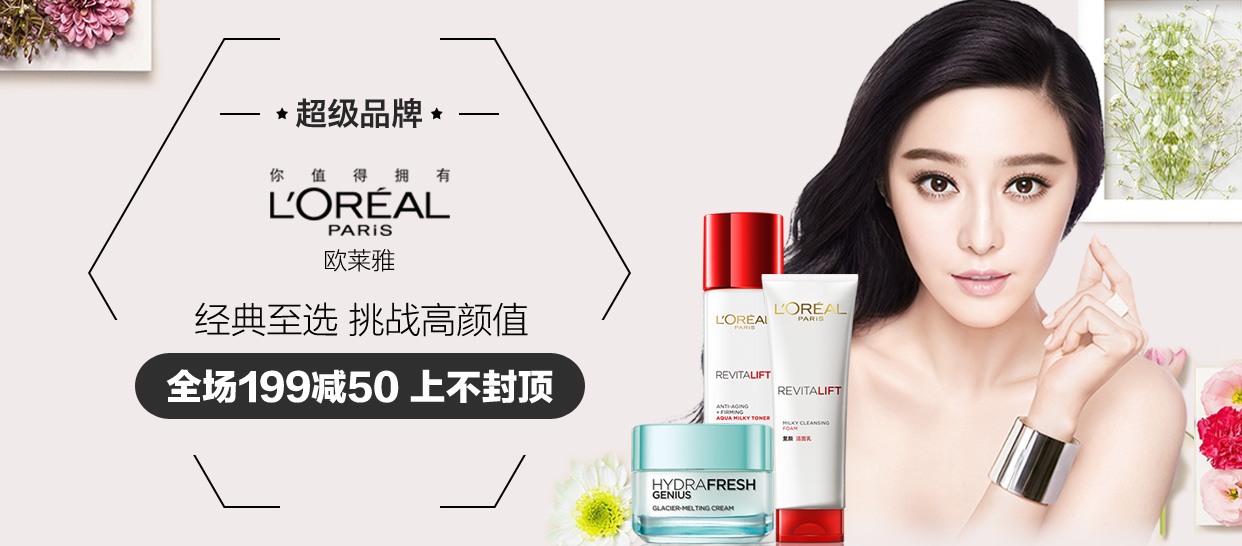 超级品牌
你值得拥有
L'ORÉAL
PARIS
欧莱雅
经典至选 挑战高颜值
全场199减50 上不封顶
L'ORÉAL
PARIS
REVITALIFT
ANTI-AGING
+ FIRMING
AQUA MILKY TONER
L'ORÉAL
PARIS
REVITALIFT
MILKY CLEANSING
FOAM
复颜 洁面乳
HYDRAFRESH
GENIUS
GLACIER-MELTING CREAM